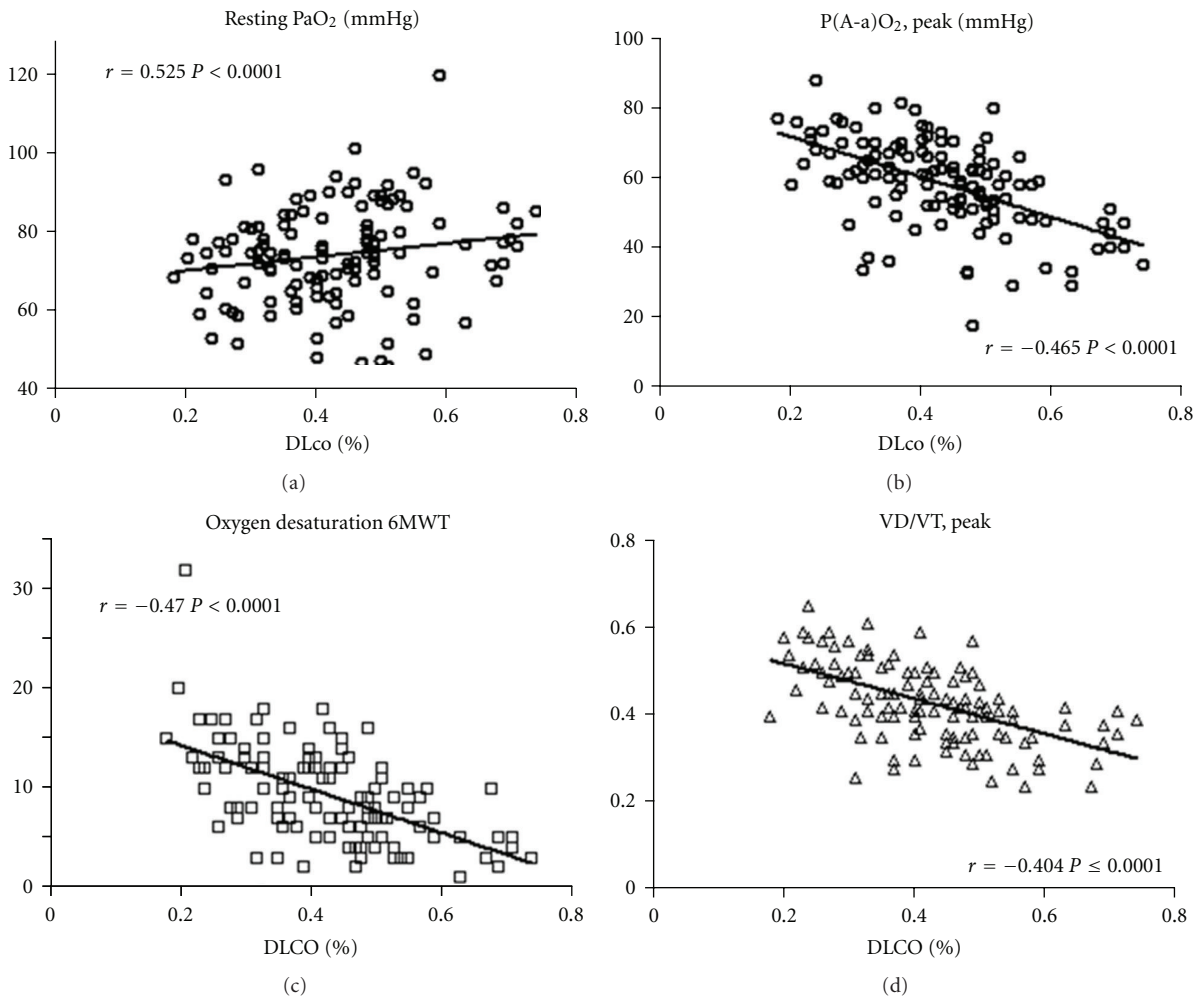 Resting PaO₂ (mmHg)
r = 0.525 P < 0.0001
120
100
80
60
40
0
0.2
0.4
0.6
0.8
DLco (%)
(a)
P(A-a)O₂, peak (mmHg)
100
80
60
40
20
0
r = −0.465 P < 0.0001
0
0.2
0.4
0.6
0.8
DLco (%)
(b)
Oxygen desaturation 6MWT
30
r = −0.47 P < 0.0001
20
10
0
0
0.2
0.4
0.6
0.8
DLCO (%)
(c)
VD/VT, peak
0.8
0.6
0.4
0.2
0
r = −0.404 P ≤ 0.0001
0
0.2
0.4
0.6
0.8
DLCO (%)
(d)